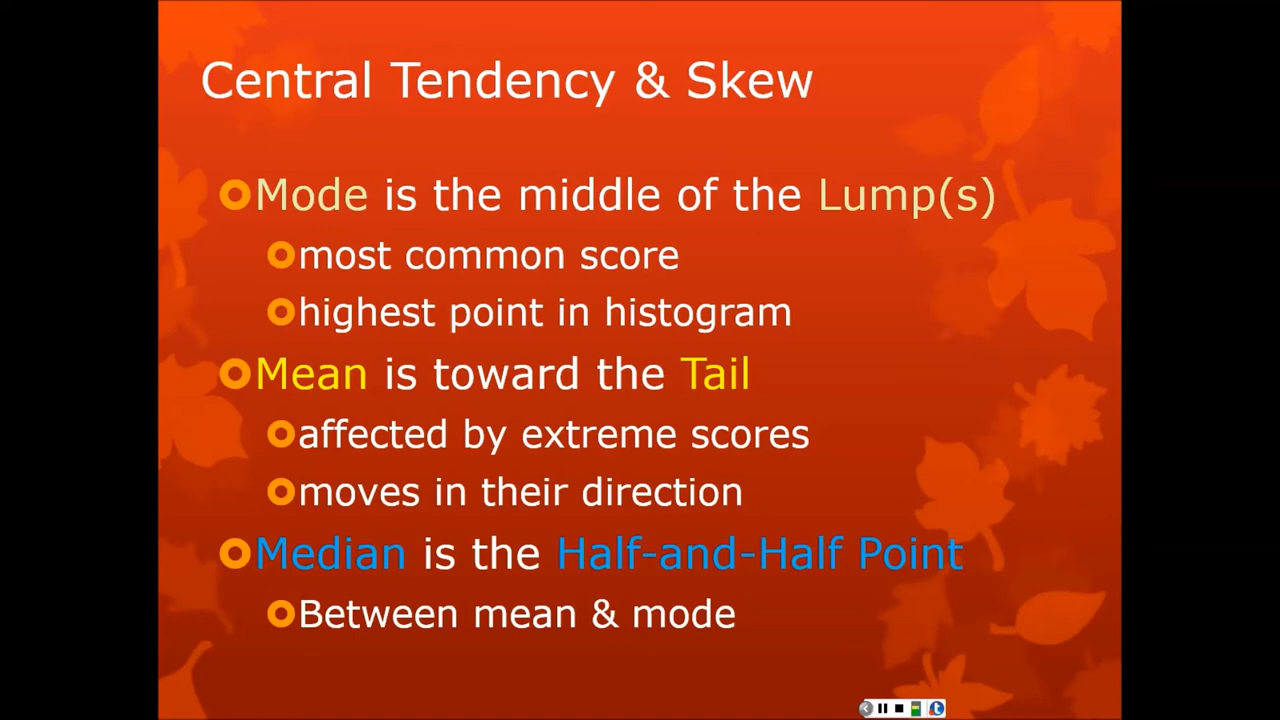 Central Tendency & Skew
Mode is the middle of the Lump(s)
most common score
highest point in histogram
Mean is toward the Tail
affected by extreme scores
moves in their direction
Median is the Half-and-Half Point
Between mean & mode